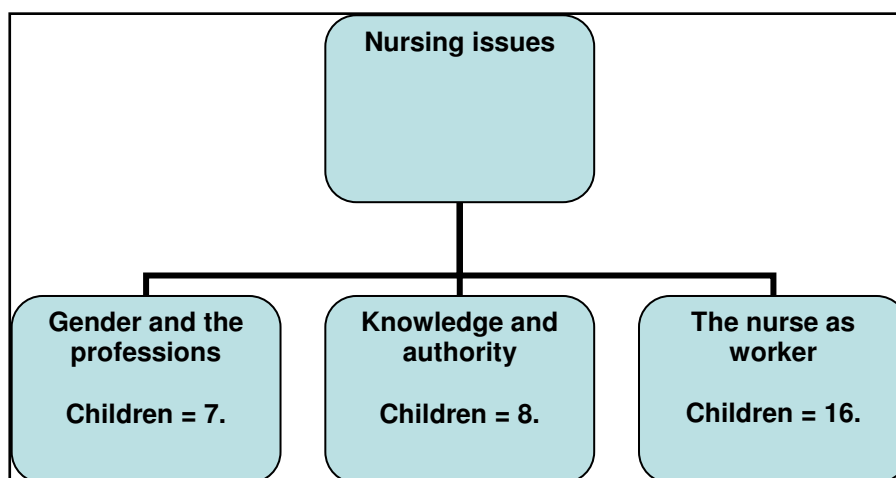 Nursing issues
Gender and the
professions
Children = 7.
Knowledge and
authority
Children = 8.
The nurse as
worker
Children = 16.